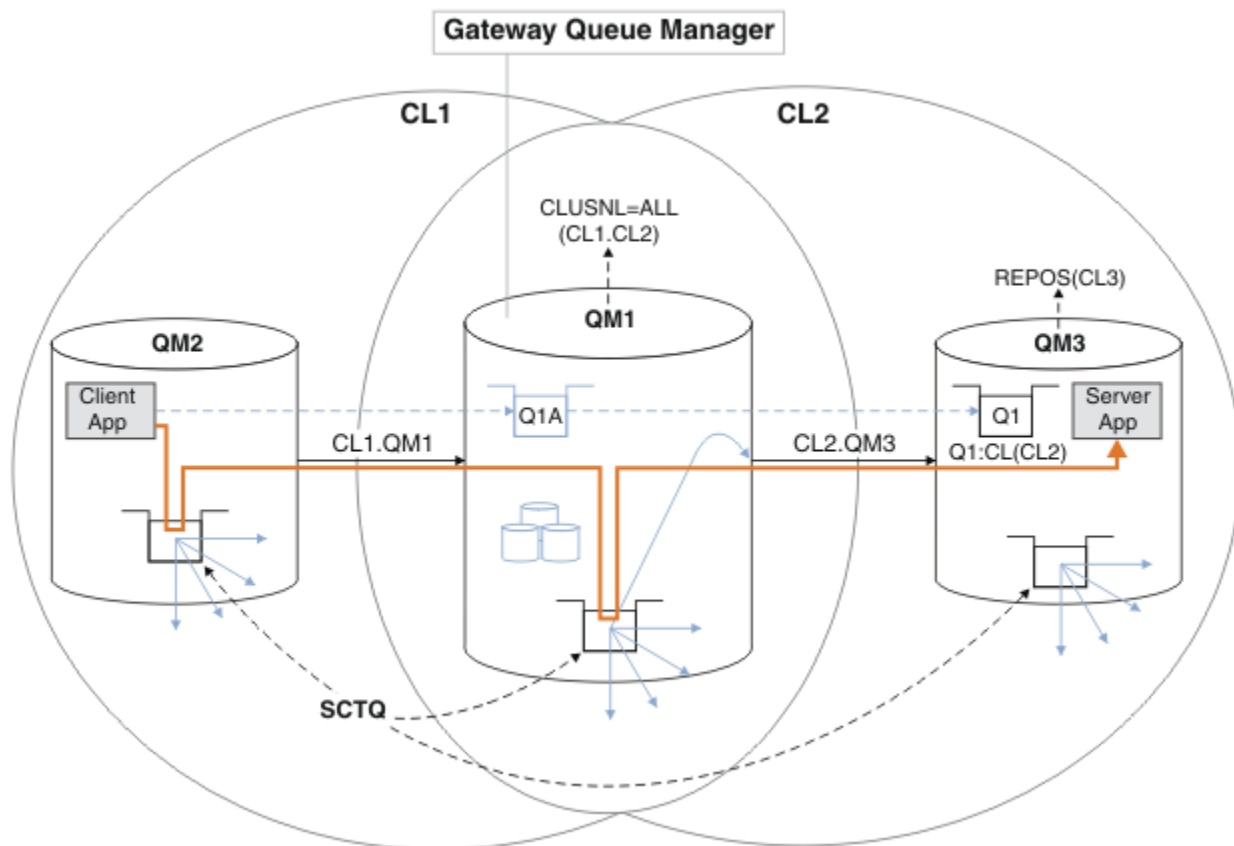 Gateway Queue Manager
CL1
CL2
CLUSNL=ALL
(CL1.CL2)
REPOS(CL3)
QM2
QM1
QM3
Client
App
Q1A
Q1
Server
App
CL1.QM1
CL2.QM3
Q1:CL(CL2)
SCTQ